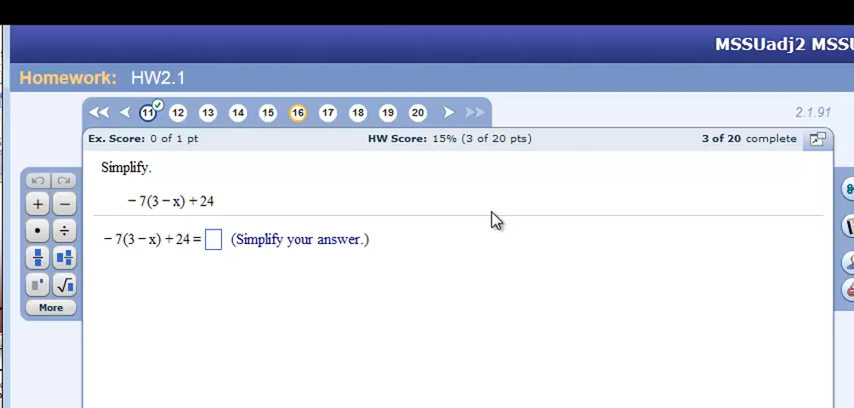 MSSUadj2 MSSU
Homework: HW2.1
11 12 13 14 15 16 17 18 19 20
2.1.91
Ex. Score: 0 of 1 pt HW Score: 15% (3 of 20 pts) 3 of 20 complete
Simplify.
− 7(3 − x) + 24
− 7(3 − x) + 24 = (Simplify your answer.)
+ −
• ÷
More